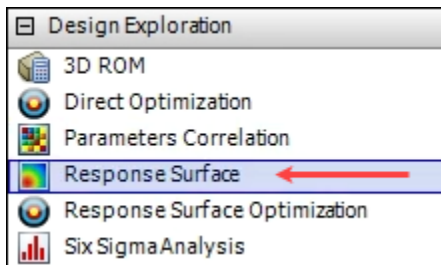 Design Exploration
3D ROM
Direct Optimization
Parameters Correlation
Response Surface
Response Surface Optimization
Six Sigma Analysis